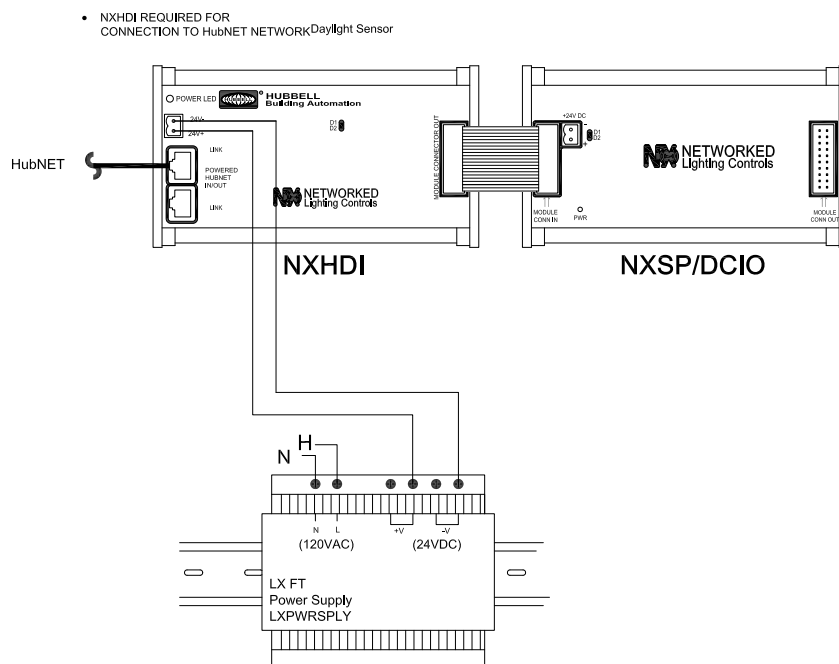 • NXHDI REQUIRED FOR
CONNECTION TO HubNET NETWORK Daylight Sensor
POWER LED
HUBBELL
Building Automation
24V-
24V+
D1
D2
LINK
POWERED
HUBNET
IN/OUT
LINK
HubNET
NX NETWORKED
Lighting Controls
MODULE CONNECTOR OUT
NXHDI
+24V DC
-
+
D1
D2
NX NETWORKED
Lighting Controls
MODULE
CONN IN
PWR
MODULE
CONN OUT
NXSP/DCIO
H
N
N
L
+V
-V
(120VAC)
(24VDC)
LX FT
Power Supply
LXPWRSPLY